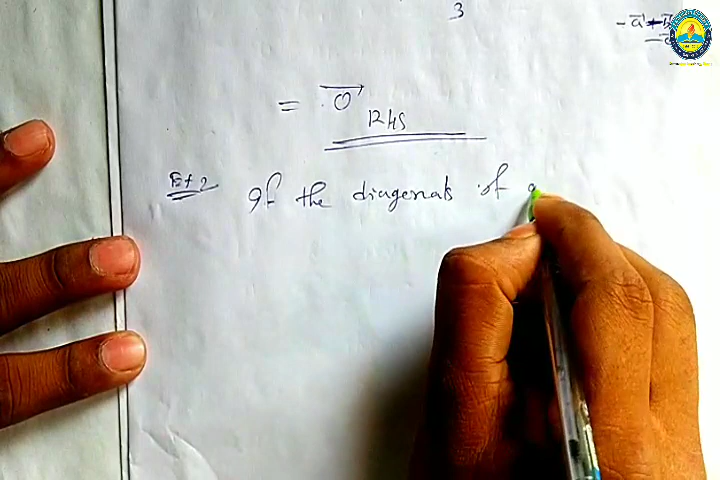 3
= 0⃗
RHS
Ex 2 If the diagonals of a